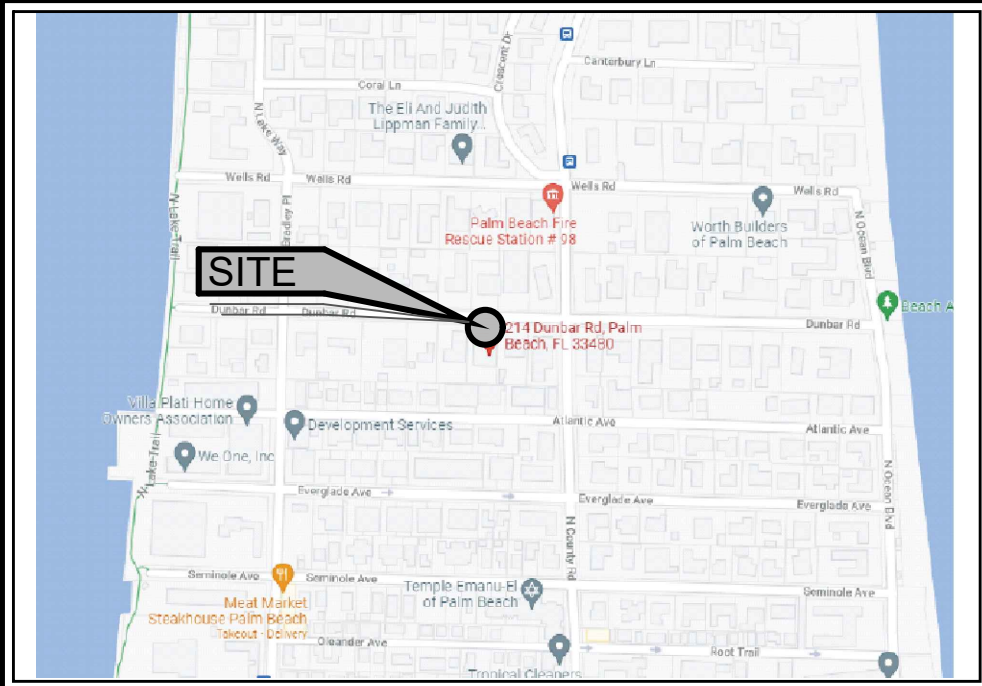 Crescent Dr
Canterbury Ln
Coral Ln
The Eli And Judith
Lippman Family...
N Lake Way
Wells Rd
Wells Rd
Wells Rd
Wells Rd
N Lake Trail
Bradley Pl
Palm Beach Fire
Rescue Station # 98
Worth Builders
of Palm Beach
N Ocean Blvd
SITE
Dunbar Rd
Dunbar Rd
Dunbar Rd
214 Dunbar Rd, Palm
Beach, FL 33480
Beach A
Villa Plati Home
Owners Association
Development Services
Atlantic Ave
Atlantic Ave
We One, Inc
N Lake Trail
Everglade Ave
Everglade Ave
Everglade Ave
N Ocean Blvd
N County Rd
Seminole Ave
Seminole Ave
Seminole Ave
Temple Emanu-El
of Palm Beach
Meat Market
Steakhouse Palm Beach
Takeout - Delivery
Oleander Ave
Root Trail
Tropical Cleaners